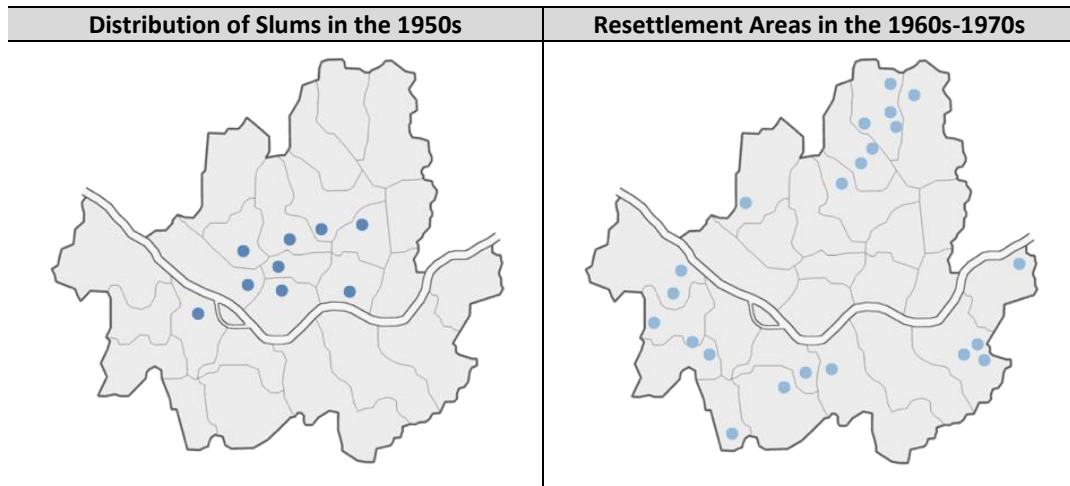 Distribution of Slums in the 1950s
Resettlement Areas in the 1960s-1970s